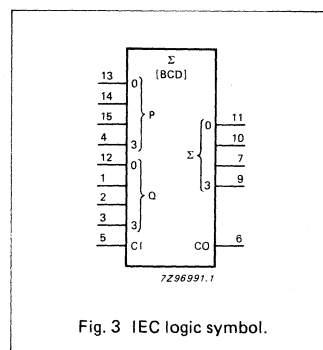 Σ
[BCD]
13 0
14
15 P
4 3
12 0
1 Q
2
3 3
5 CI
0 11
10
Σ 7
3 9
CO 6
7Z96991.1
Fig. 3 IEC logic symbol.